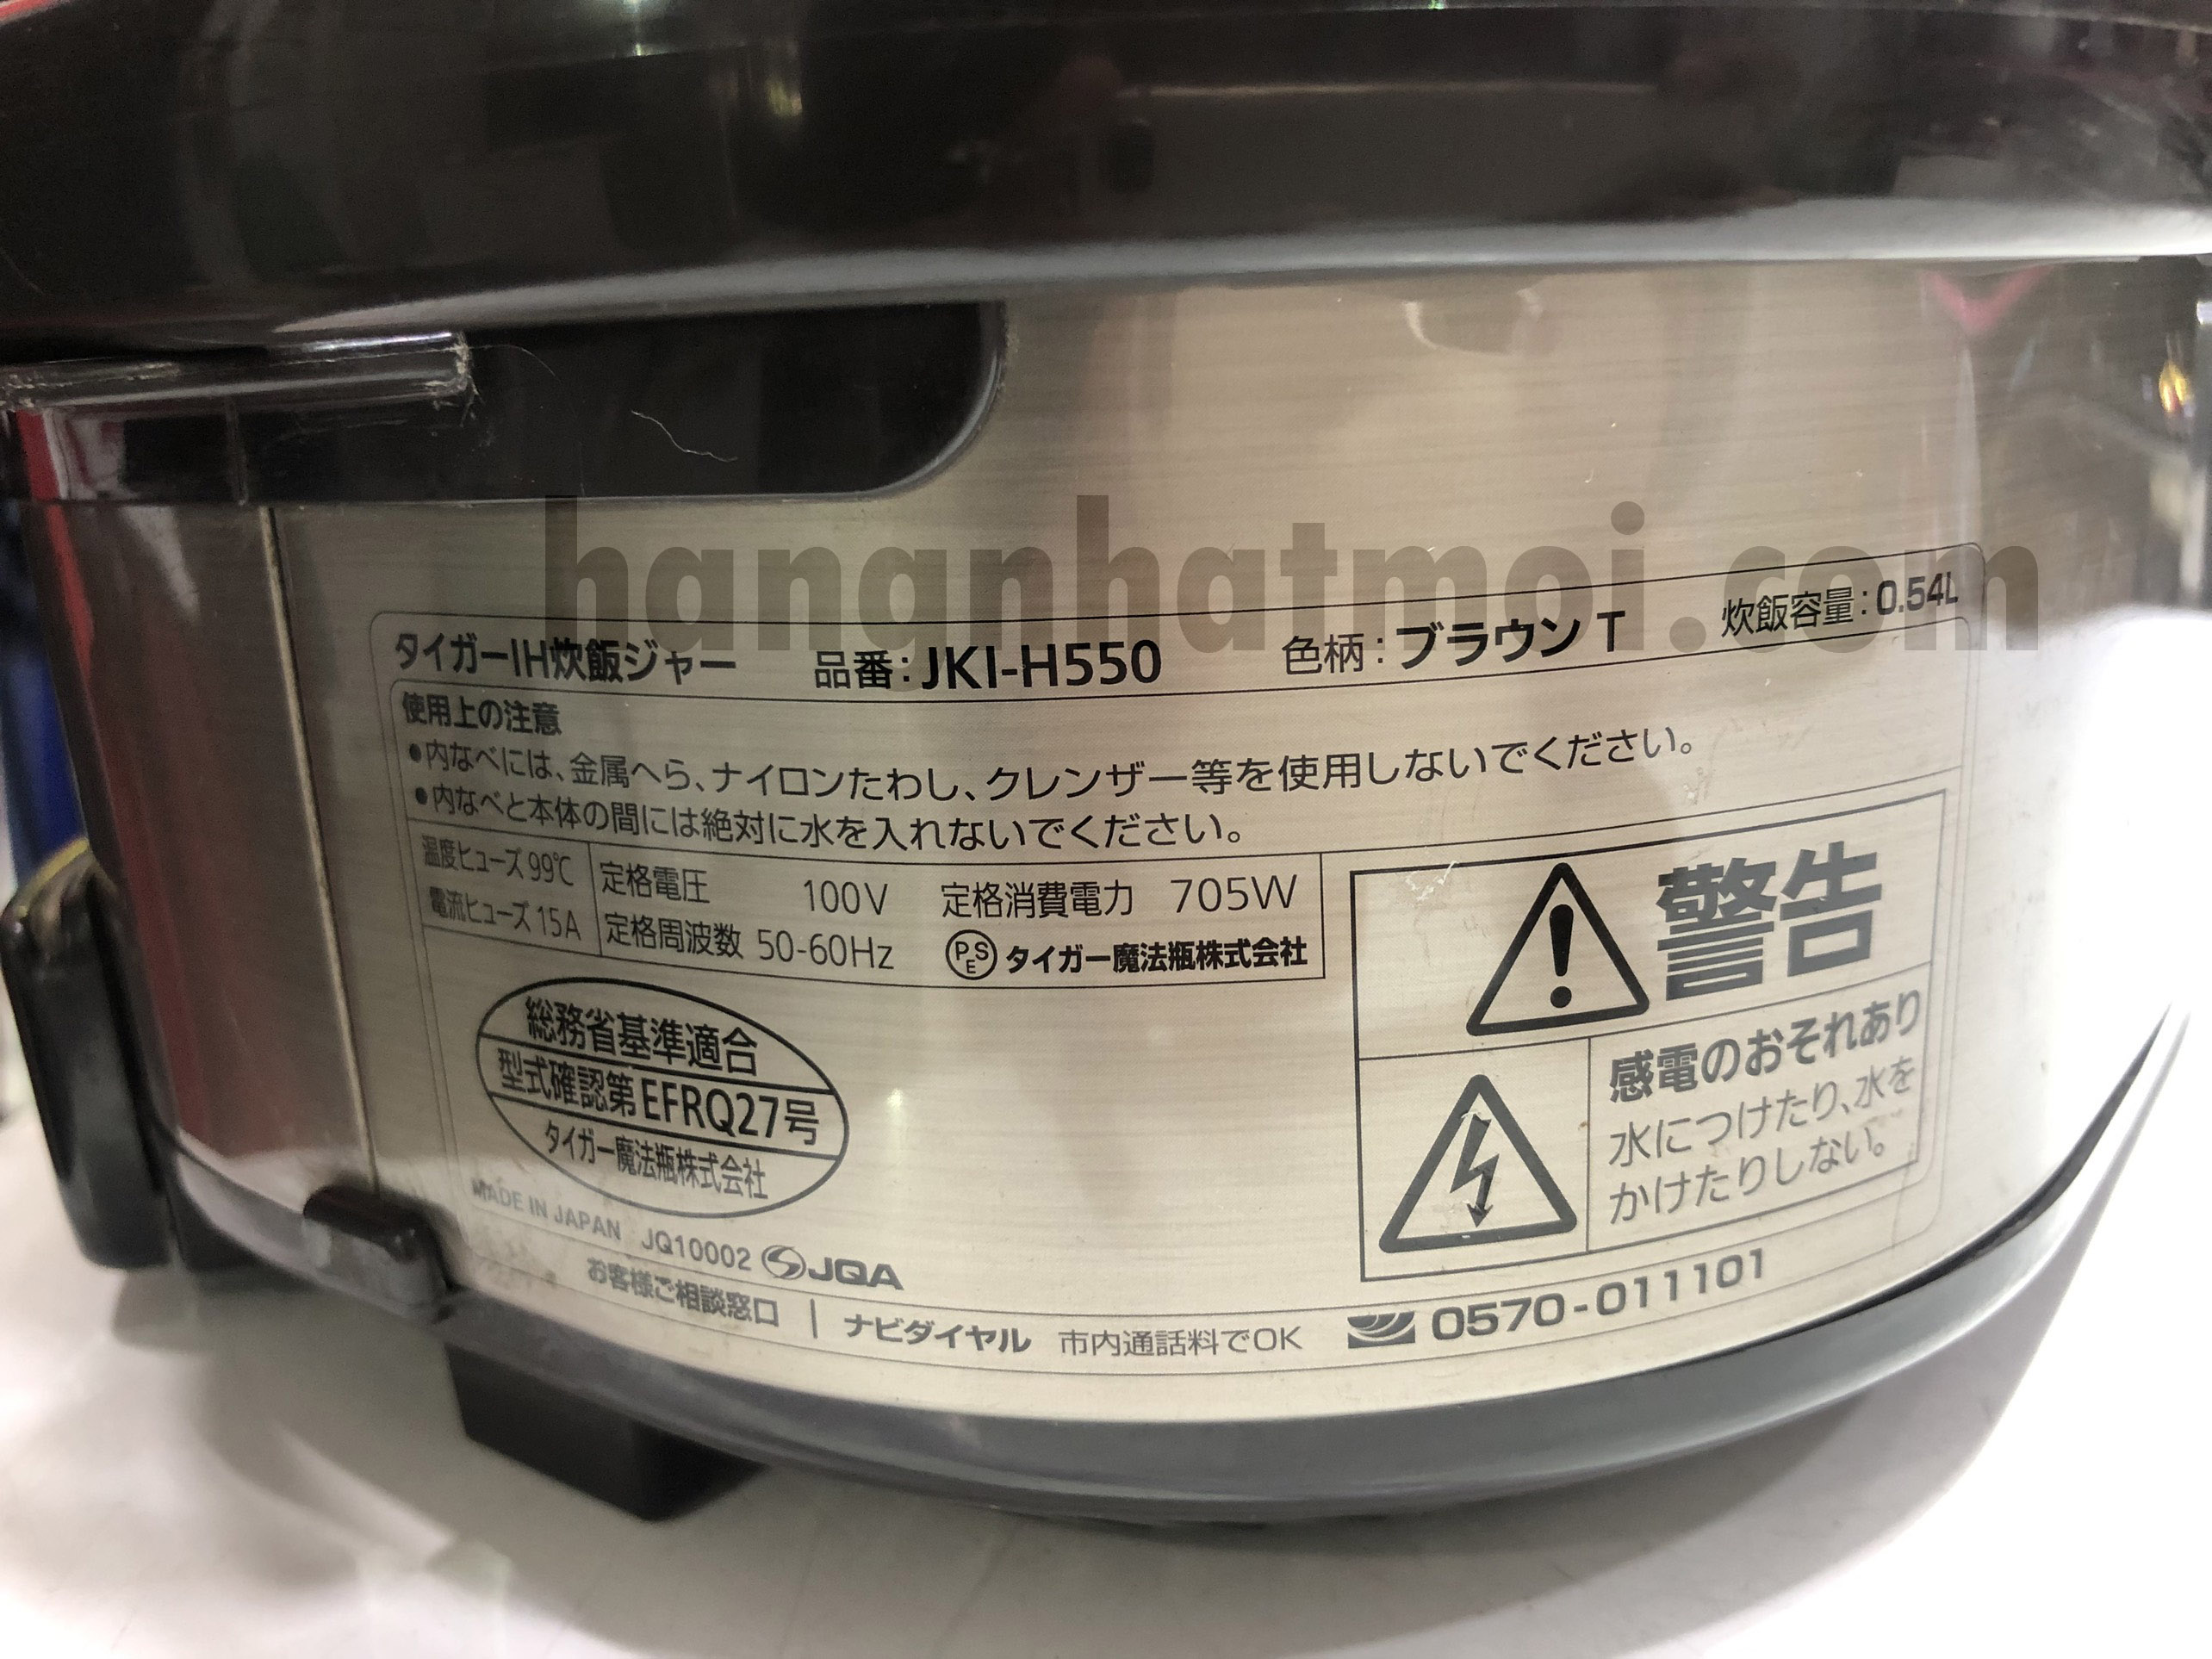 hangnhatmoi.com
タイガーIH炊飯ジャー 品番:JKI-H550 色柄:ブラウン T 炊飯容量:0.54L
使用上の注意
●内なべには、金属へら、ナイロンたわし、クレンザー等を使用しないでください。
●内なべと本体の間には絶対に水を入れないでください。
温度ヒューズ 99℃
電流ヒューズ 15A
定格電圧 100V 定格消費電力 705W
定格周波数 50-60Hz PSE タイガー魔法瓶株式会社
警告
感電のおそれあり
水につけたり、水を
かけたりしない。
総務省基準適合
型式確認第EFRQ27号
タイガー魔法瓶株式会社
MADE IN JAPAN JQ10002 JQA
お客様ご相談窓口 | ナビダイヤル 市内通話料でOK 0570-011101